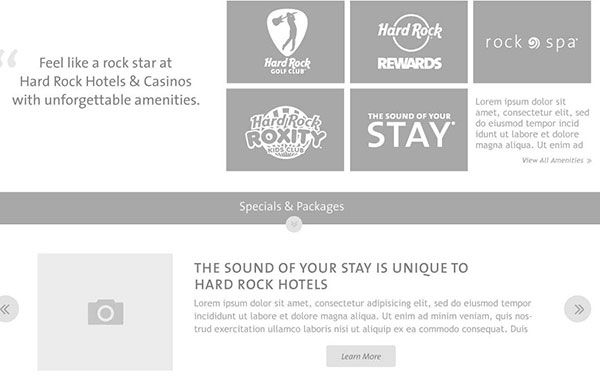 “
Feel like a rock star at
Hard Rock Hotels & Casinos
with unforgettable amenities.
Hard Rock
GOLF CLUB
Hard Rock
REWARDS
rock spa
Hard Rock
ROXITY
KIDS CLUB
THE SOUND OF YOUR
STAY
Lorem ipsum dolor sit
amet, consectetur adip
do eiusmod tempor incid
unt ut labore et dolore
magna aliqua. Ut enim ad
View All Amenities »
Specials & Packages
THE SOUND OF YOUR STAY IS UNIQUE TO
HARD ROCK HOTELS
Lorem ipsum dolor sit amet, consectetur adipisicing elit, sed do eiusmod tempor
incididunt ut labore et dolore magna aliqua. Ut enim ad minim veniam, quis nos-
trud exercitation ullamco laboris nisi ut aliquip ex ea commodo consequat. Duis
Learn More